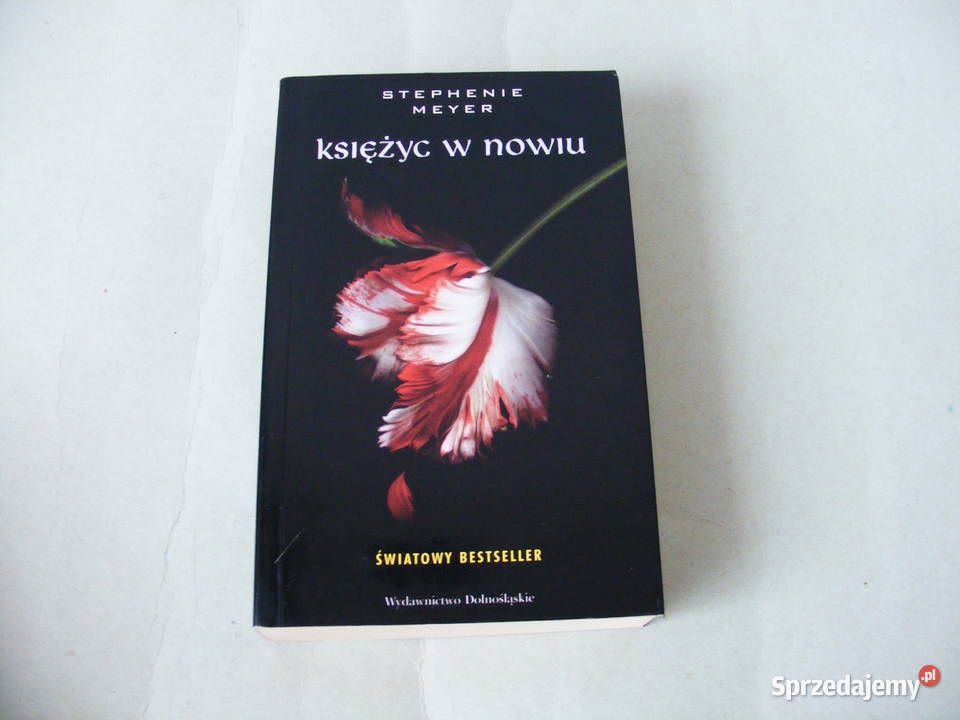 STEPHENIE
MEYER
KSIĘŻYC W NOWIU
ŚWIATOWY BESTSELLER
Wydawnictwo Dolnośląskie
Sprzedajemy.pl